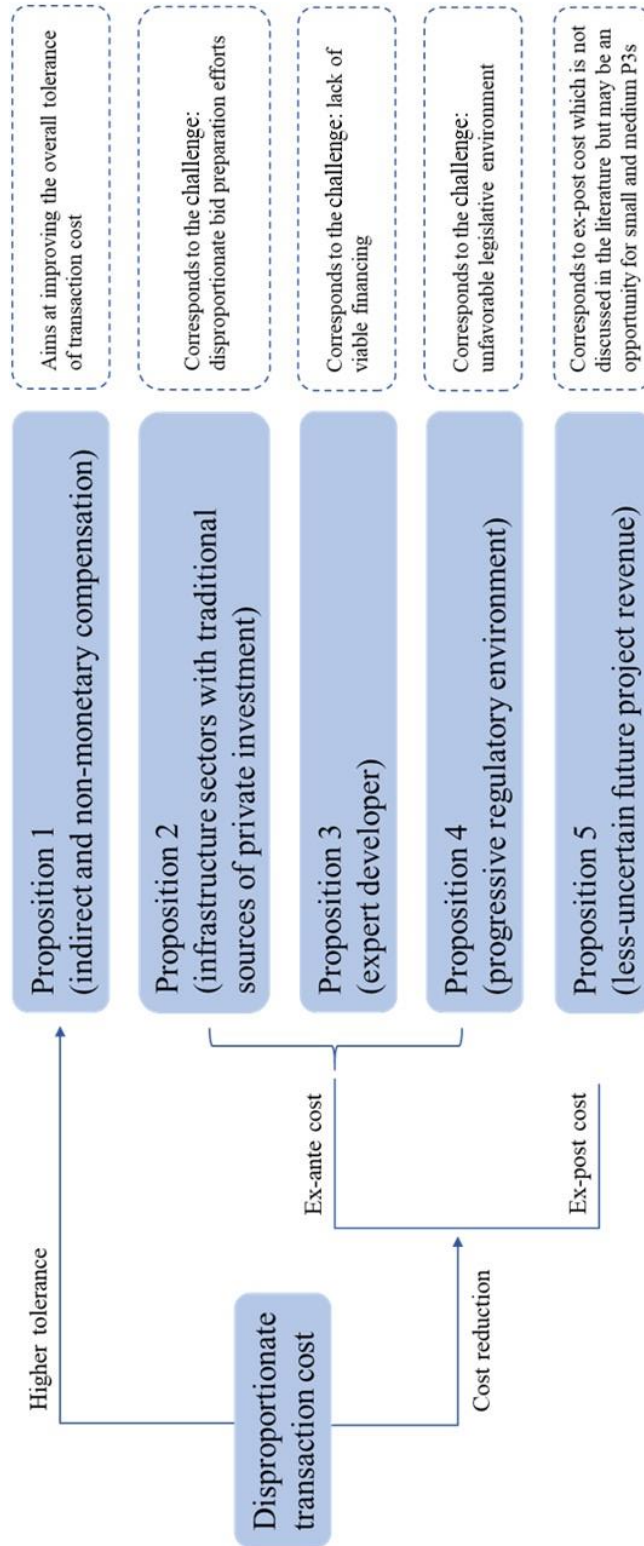 Disproportionate
transaction cost
Higher tolerance
Cost reduction
Ex-ante cost
Ex-post cost
Proposition 1
(indirect and non-monetary compensation)
Aims at improving the overall tolerance
of transaction cost
Proposition 2
(infrastructure sectors with traditional
sources of private investment)
Corresponds to the challenge:
disproportionate bid preparation efforts
Proposition 3
(expert developer)
Corresponds to the challenge: lack of
viable financing
Proposition 4
(progressive regulatory environment)
Corresponds to the challenge:
unfavorable legislative environment
Proposition 5
(less-uncertain future project revenue)
Corresponds to ex-post cost which is not
discussed in the literature but may be an
opportunity for small and medium P3s